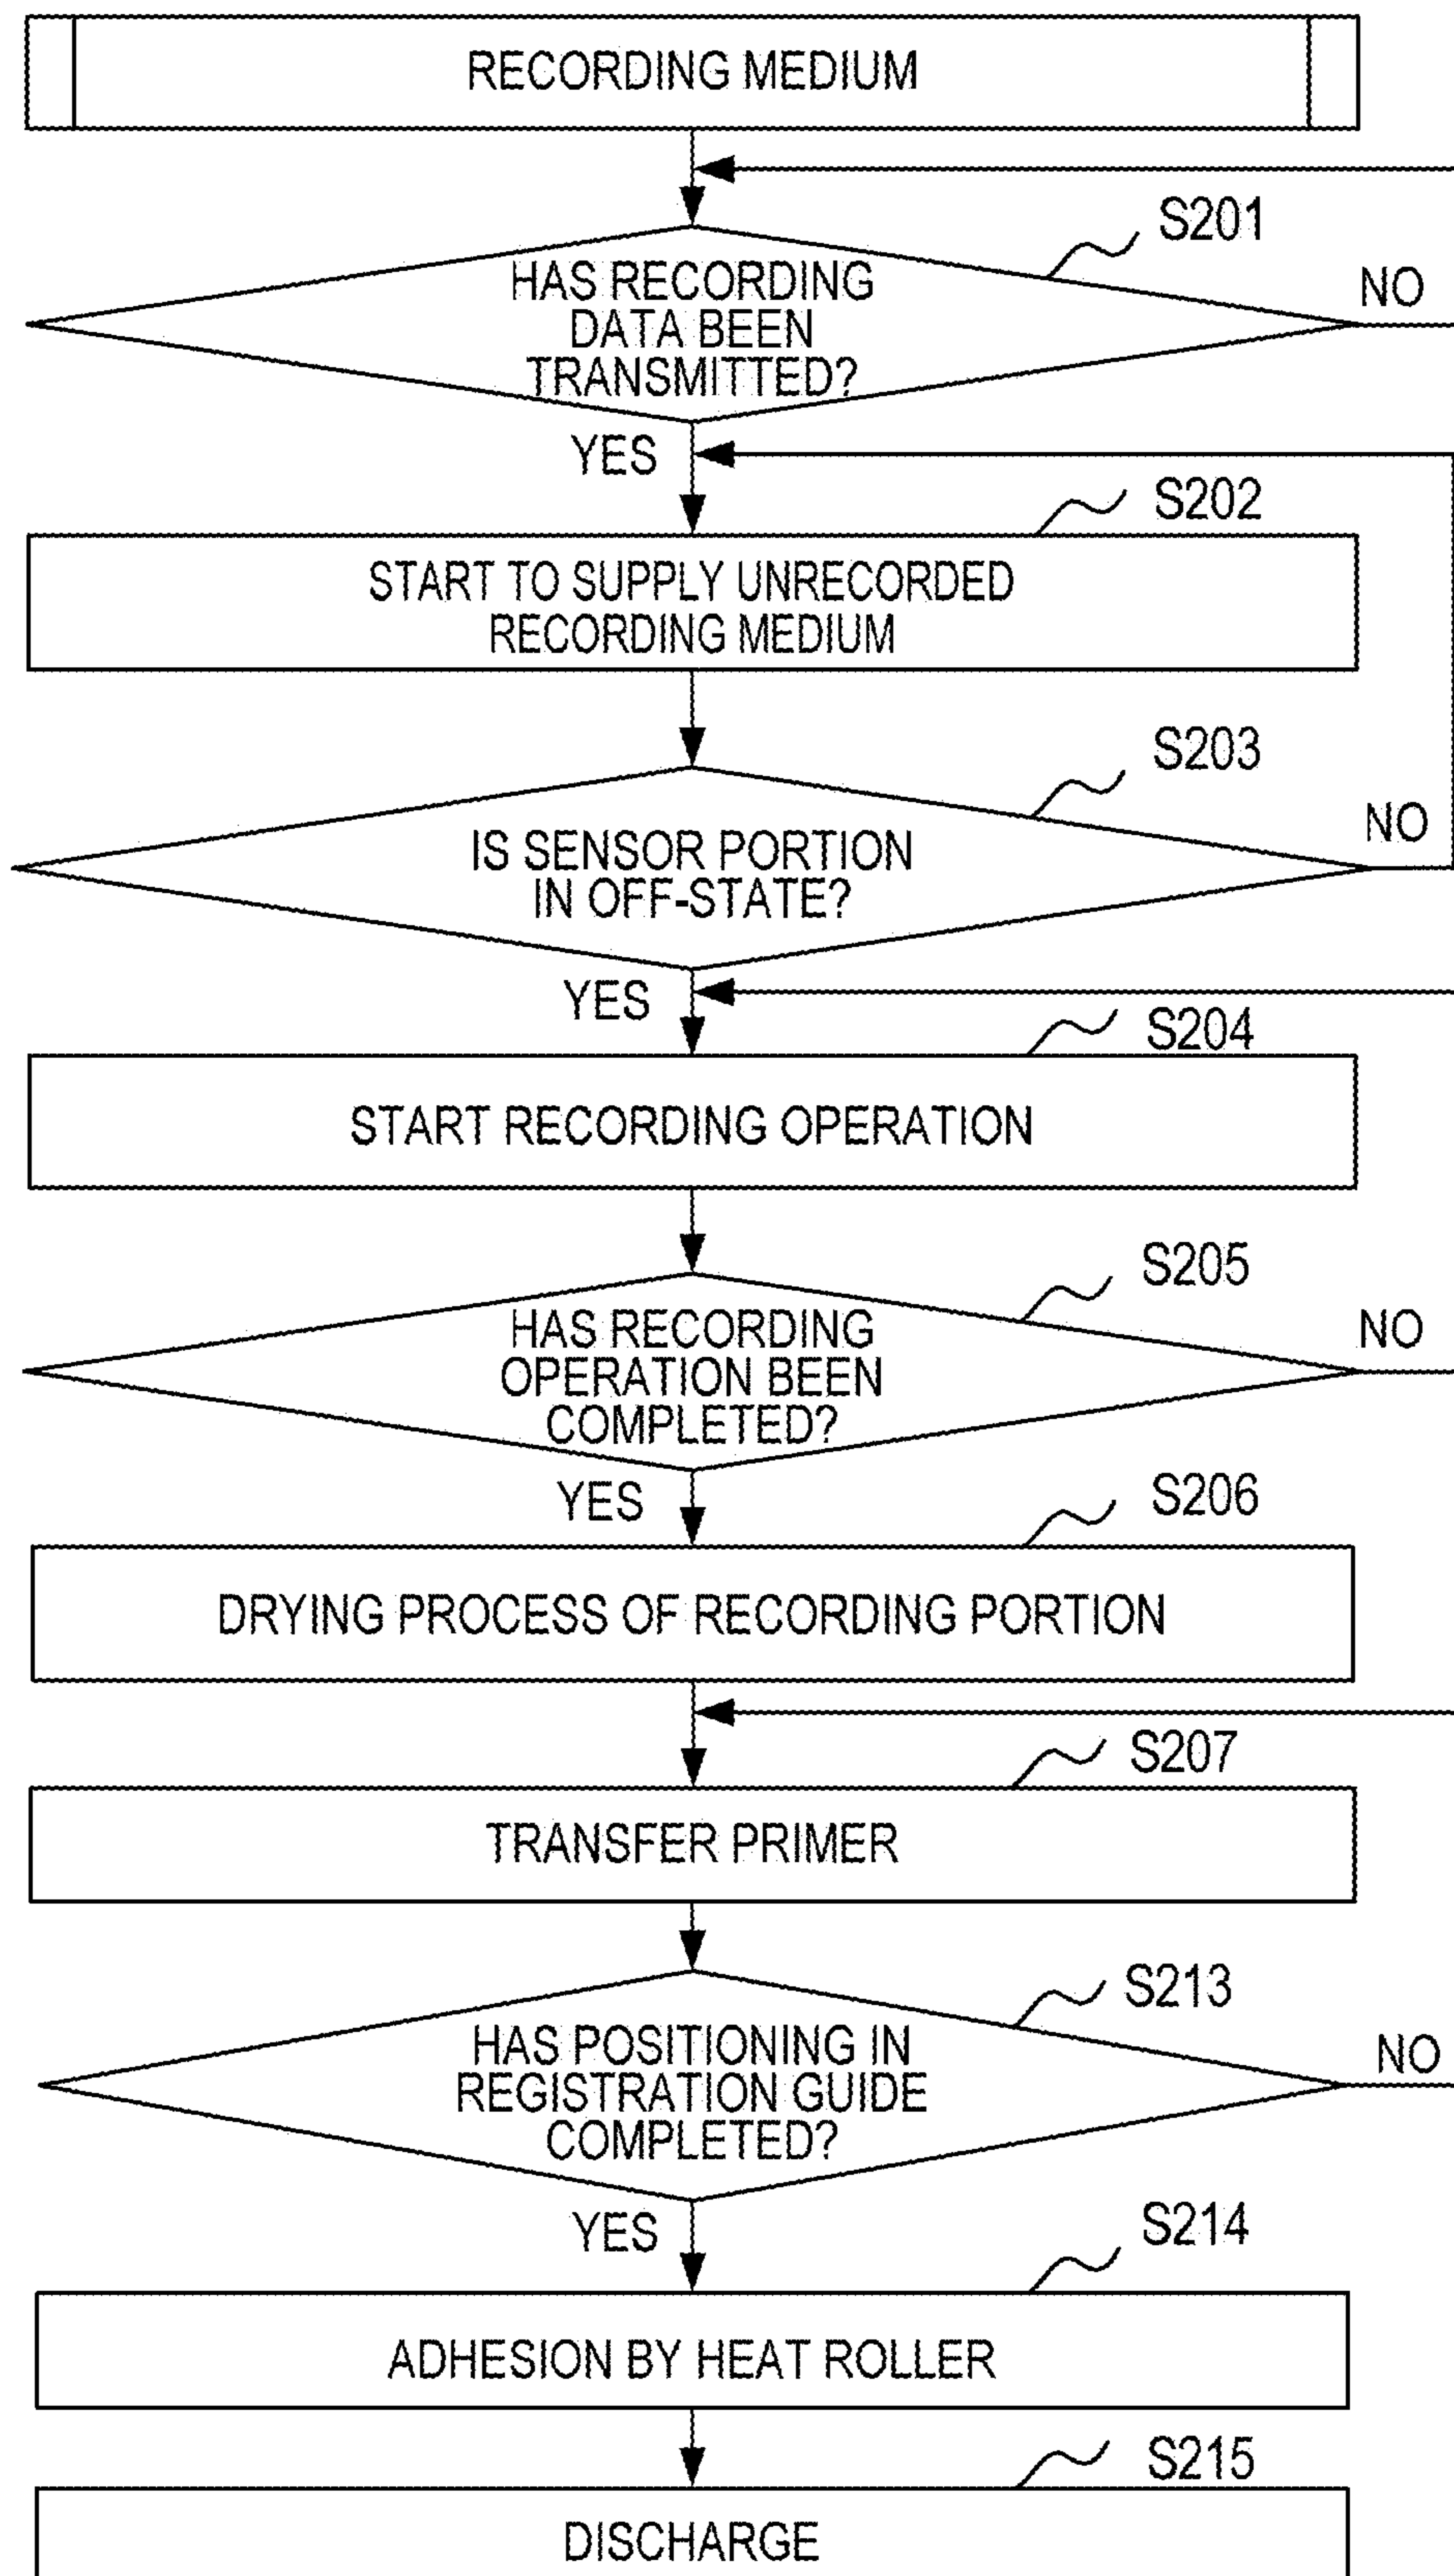 RECORDING MEDIUM
S201
HAS RECORDING
DATA BEEN
TRANSMITTED?
NO
YES
S202
START TO SUPPLY UNRECORDED
RECORDING MEDIUM
S203
IS SENSOR PORTION
IN OFF-STATE?
NO
YES
S204
START RECORDING OPERATION
S205
HAS RECORDING
OPERATION BEEN
COMPLETED?
NO
YES
S206
DRYING PROCESS OF RECORDING PORTION
S207
TRANSFER PRIMER
S213
HAS POSITIONING IN
REGISTRATION GUIDE
COMPLETED?
NO
YES
S214
ADHESION BY HEAT ROLLER
S215
DISCHARGE